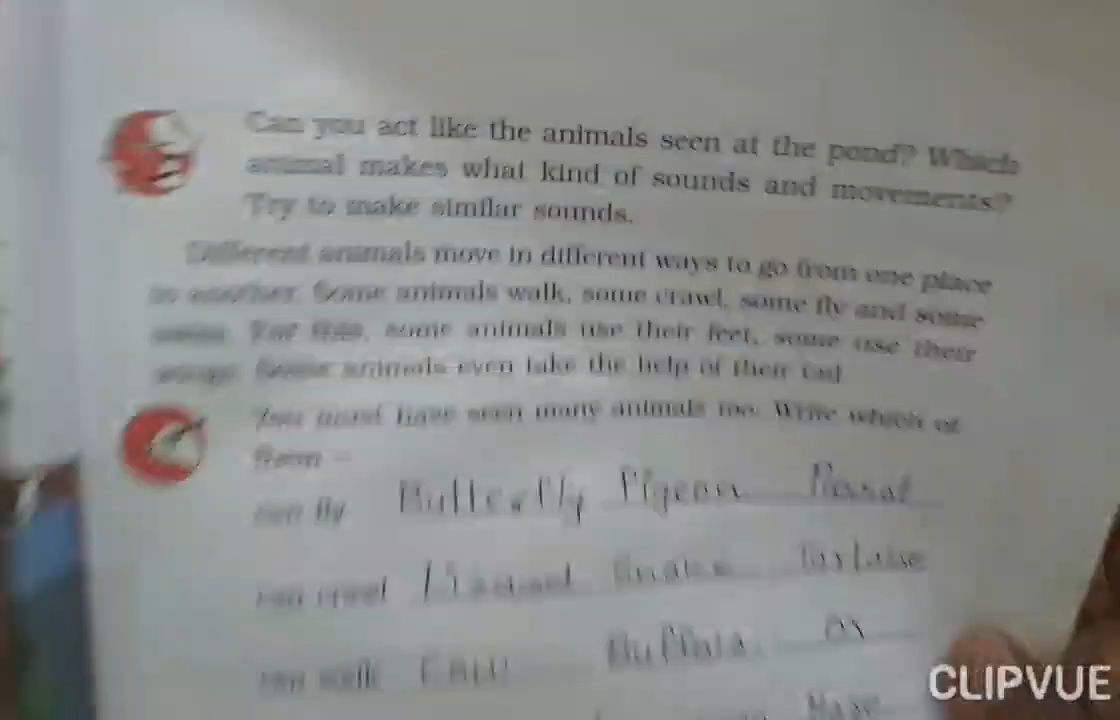 Can you act like the animals seen at the pond? Which
animal makes what kind of sounds and movements?
Try to make similar sounds.
Different animals move in different ways to go from one place
to another. Some animals walk, some crawl, some fly and some
For this, some animals use their feet, some use their
wings. Some animals even take the help of their tail
You must have seen many animals too. Write which of
them –
can fly Butterfly Pigeon
can crawl Snake Tortoise
can walk Cow Buffalo Ox
CLIPVUE